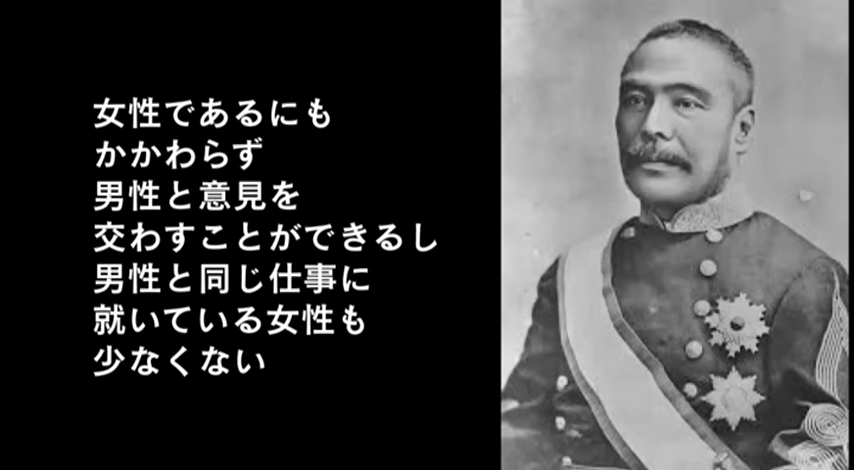 女性であるにも
かかわらず
男性と意見を
交わすことができるし
男性と同じ仕事に
就いている女性も
少なくない